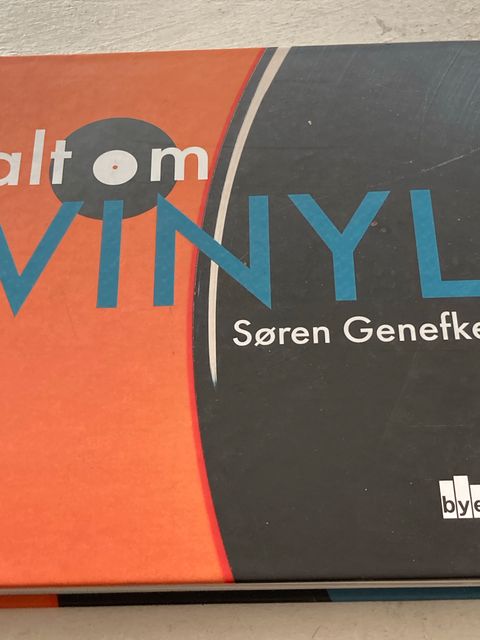 alt om
VINYL
Søren Genefke
bye